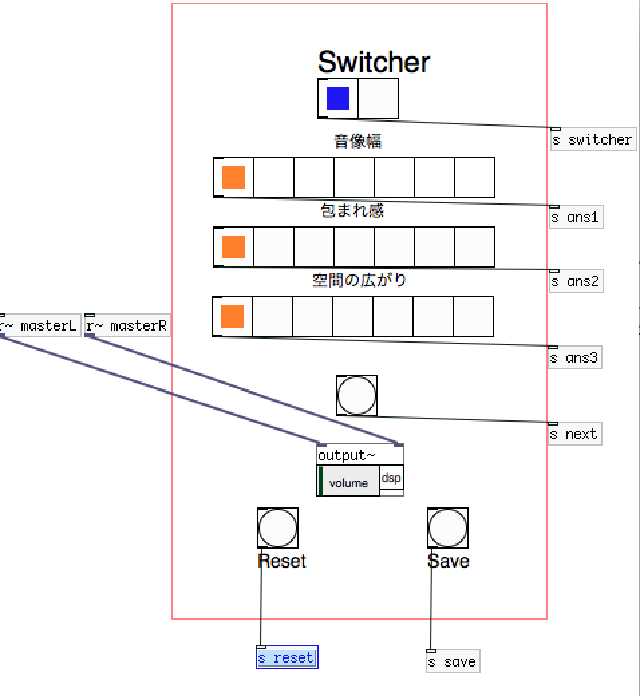 Switcher
s switcher
音像幅
s ans1
包まれ感
s ans2
空間の広がり
r~ masterL
r~ masterR
s ans3
s next
output~
volume
dsp
Reset
Save
s reset
s save